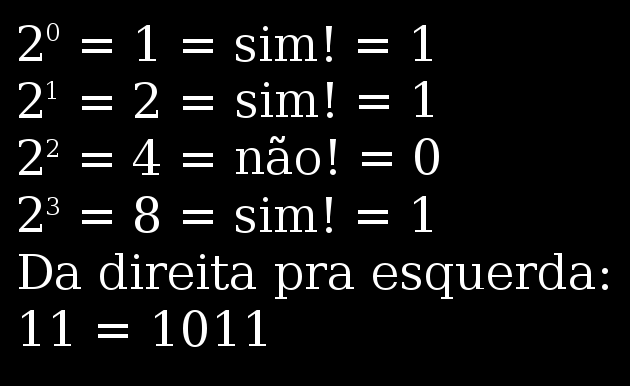 2⁰ = 1 = sim! = 1
2¹ = 2 = sim! = 1
2² = 4 = não! = 0
2³ = 8 = sim! = 1
Da direita pra esquerda:
11 = 1011